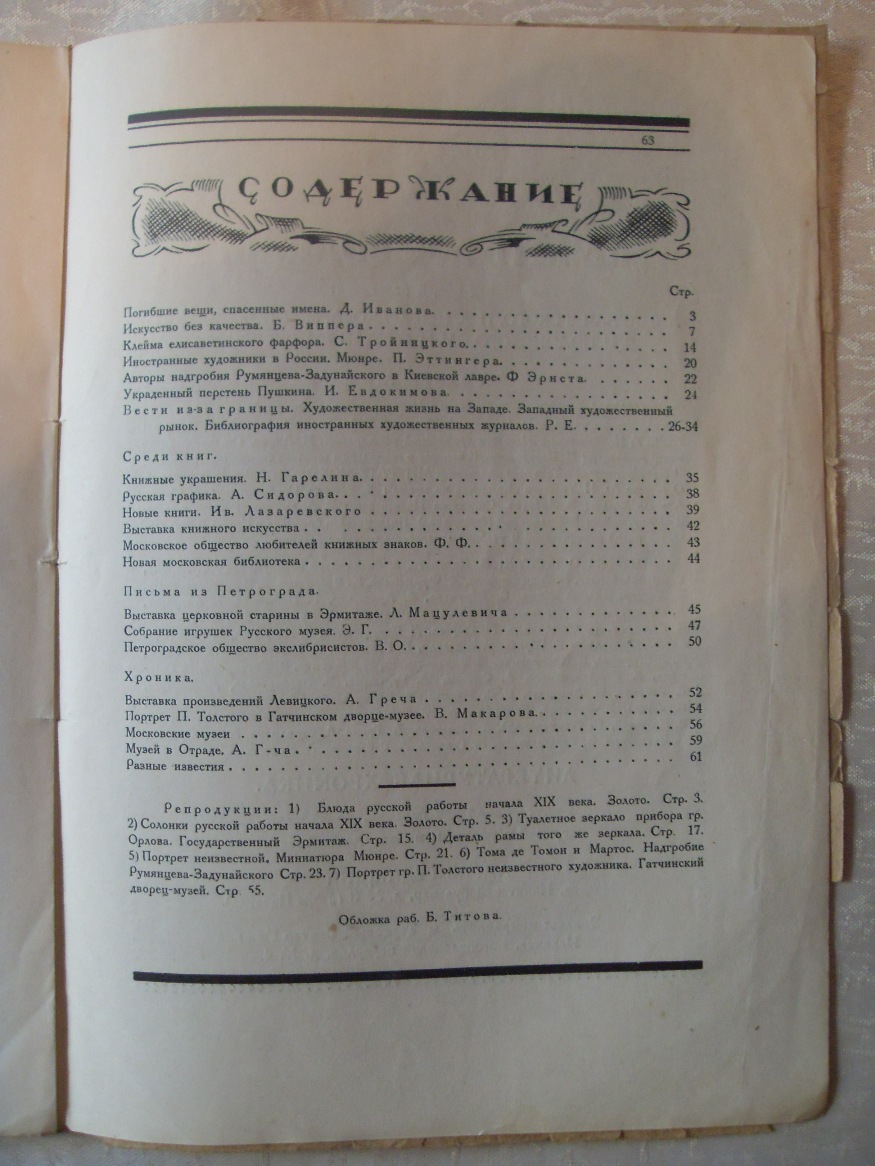 63
СОДЕРЖАНИЕ
Стр.
Погибшие вещи, спасенные имена. Д. Иванова. 3
Искусство без качества. Б. Виппера 7
Клейма елисаветинского фарфора. С. Тройницкого. 14
Иностранные художники в России. Мюнре. П. Эттингера. 20
Авторы надгробия Румянцева-Задунайского в Киевской лавре. Ф Эрнста. 22
Украденный перстень Пушкина. И. Евдокимова. 24
Вести из-за границы. Художественная жизнь на Западе. Западный художественный
рынок. Библиография иностранных художественных журналов. Р. Е. 26-34
Среди книг.
Книжные украшения. Н. Гарелина. 35
Русская графика. А. Сидорова. 38
Новые книги. Ив. Лазаревского 39
Выставка книжного искусства 42
Московское общество любителей книжных знаков. Ф. Ф. 43
Новая московская библиотека 44
Письма из Петрограда.
Выставка церковной старины в Эрмитаже. Л. Мацулевича 45
Собрание игрушек Русского музея. Э. Г. 47
Петроградское общество экслибрисистов. В. О. 50
Хроника.
Выставка произведений Левицкого. А. Греча 52
Портрет П. Толстого в Гатчинском дворце-музее. В. Макарова. 54
Московские музеи 56
Музей в Отраде. А. Г-ча. 59
Разные известия 61
Репродукции: 1) Блюда русской работы начала XIX века. Золото. Стр. 3.
2) Солонки русской работы начала XIX века. Золото. Стр. 5. 3) Туалетное зеркало прибора гр.
Орлова. Государственный Эрмитаж. Стр. 15. 4) Деталь рамы того же зеркала. Стр. 17.
5) Портрет неизвестной. Миниатюра Мюнре. Стр. 21. 6) Тома де Томон и Мартос. Надгробие
Румянцева-Задунайского Стр. 23. 7) Портрет гр. П. Толстого неизвестного художника. Гатчинский
дворец-музей. Стр 55.
Обложка раб. Б. Титова.